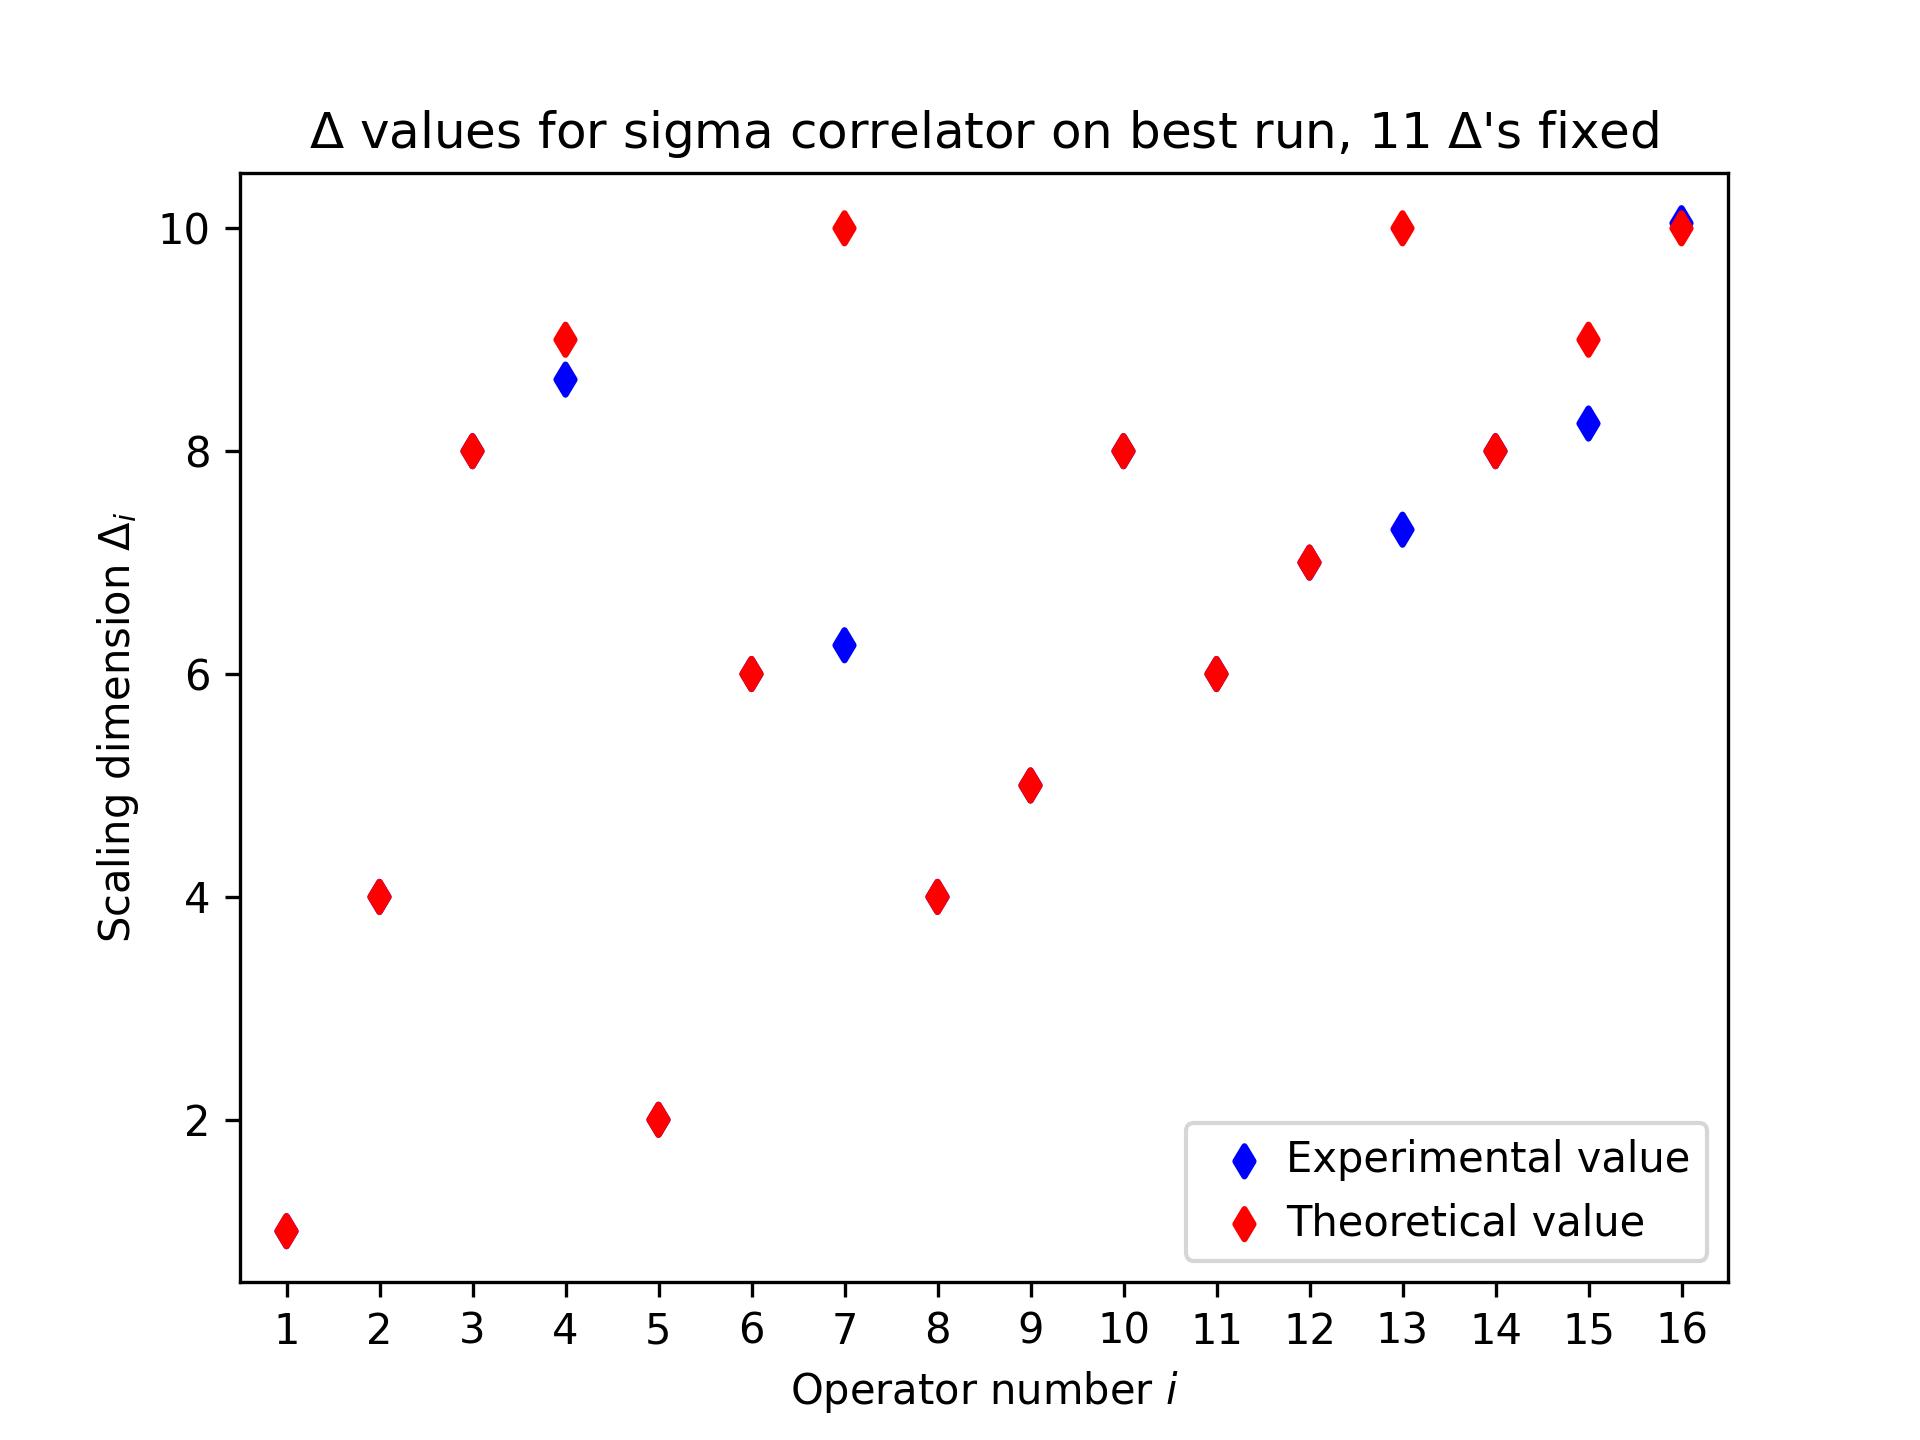 Δ values for sigma correlator on best run, 11 Δ's fixed
10
8
6
4
2
Scaling dimension Δi
1 2 3 4 5 6 7 8 9 10 11 12 13 14 15 16
Operator number i
Experimental value
Theoretical value